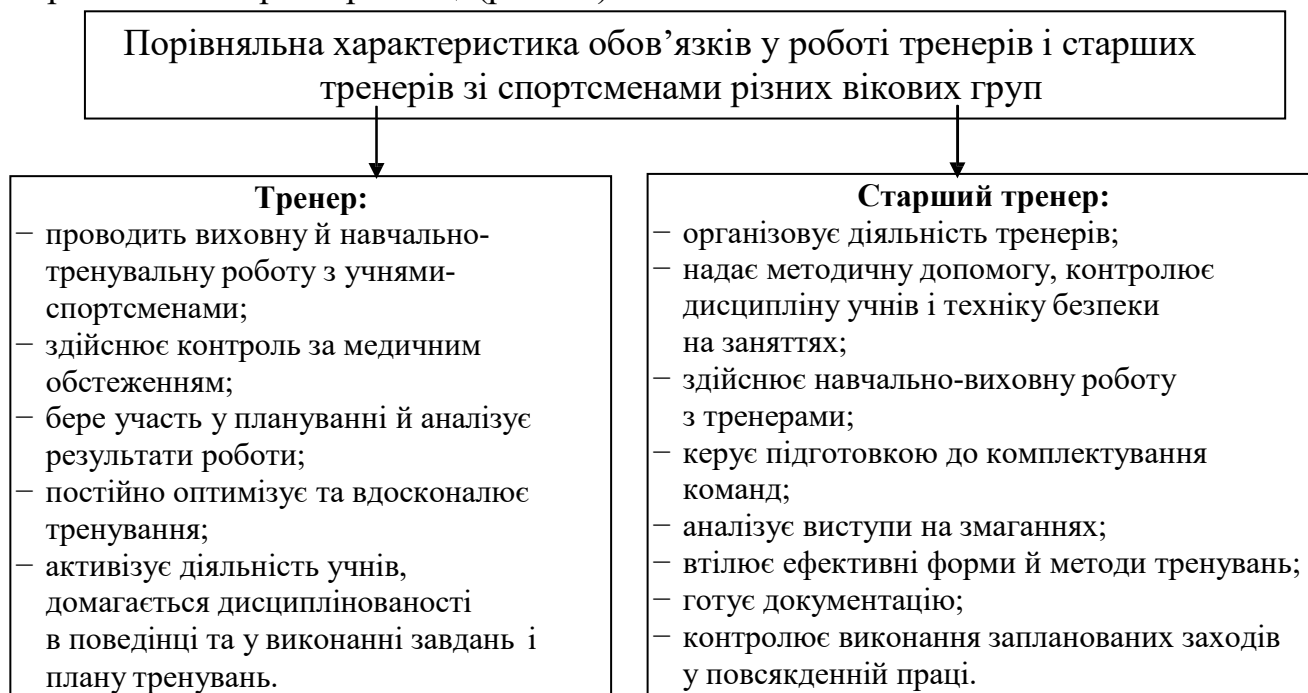 Порівняльна характеристика обов’язків у роботі тренерів і старших
тренерів зі спортсменами різних вікових груп
Тренер:
− проводить виховну й навчально-
тренувальну роботу з учнями-
спортсменами;
− здійснює контроль за медичним
обстеженням;
− бере участь у плануванні й аналізує
результати роботи;
− постійно оптимізує та вдосконалює
тренування;
− активізує діяльність учнів,
домагається дисциплінованості
в поведінці та у виконанні завдань і
плану тренувань.
Старший тренер:
− організовує діяльність тренерів;
− надає методичну допомогу, контролює
дисципліну учнів і техніку безпеки
на заняттях;
− здійснює навчально-виховну роботу
з тренерами;
− керує підготовкою до комплектування
команд;
− аналізує виступи на змаганнях;
− втілює ефективні форми й методи тренувань;
− готує документацію;
− контролює виконання запланованих заходів
у повсякденній праці.